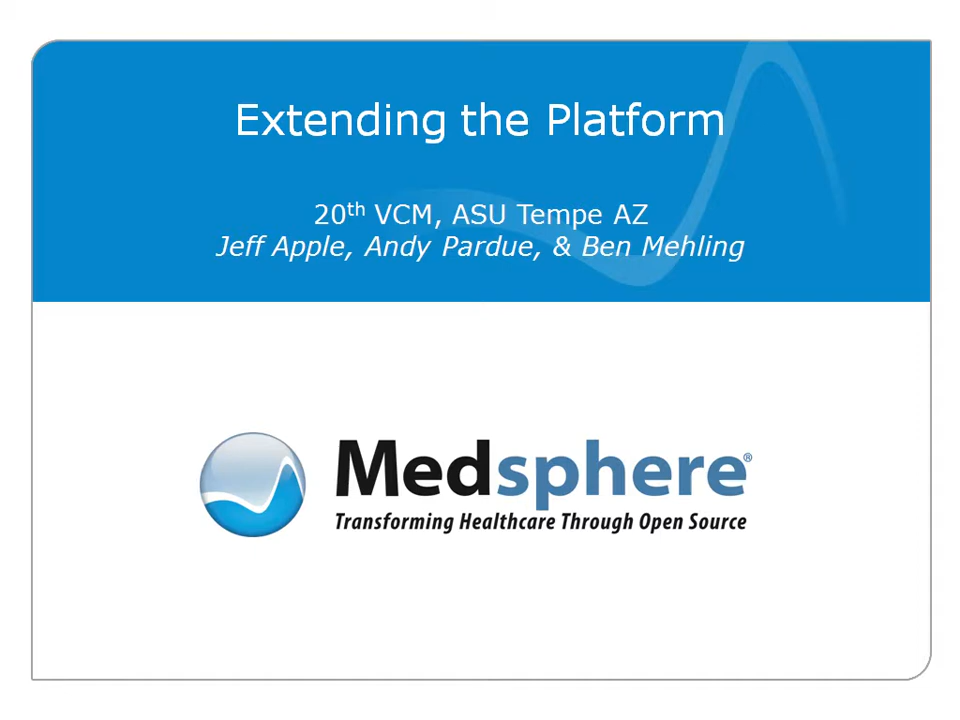 Extending the Platform
20th VCM, ASU Tempe AZ
Jeff Apple, Andy Pardue, & Ben Mehling
Medsphere®
Transforming Healthcare Through Open Source